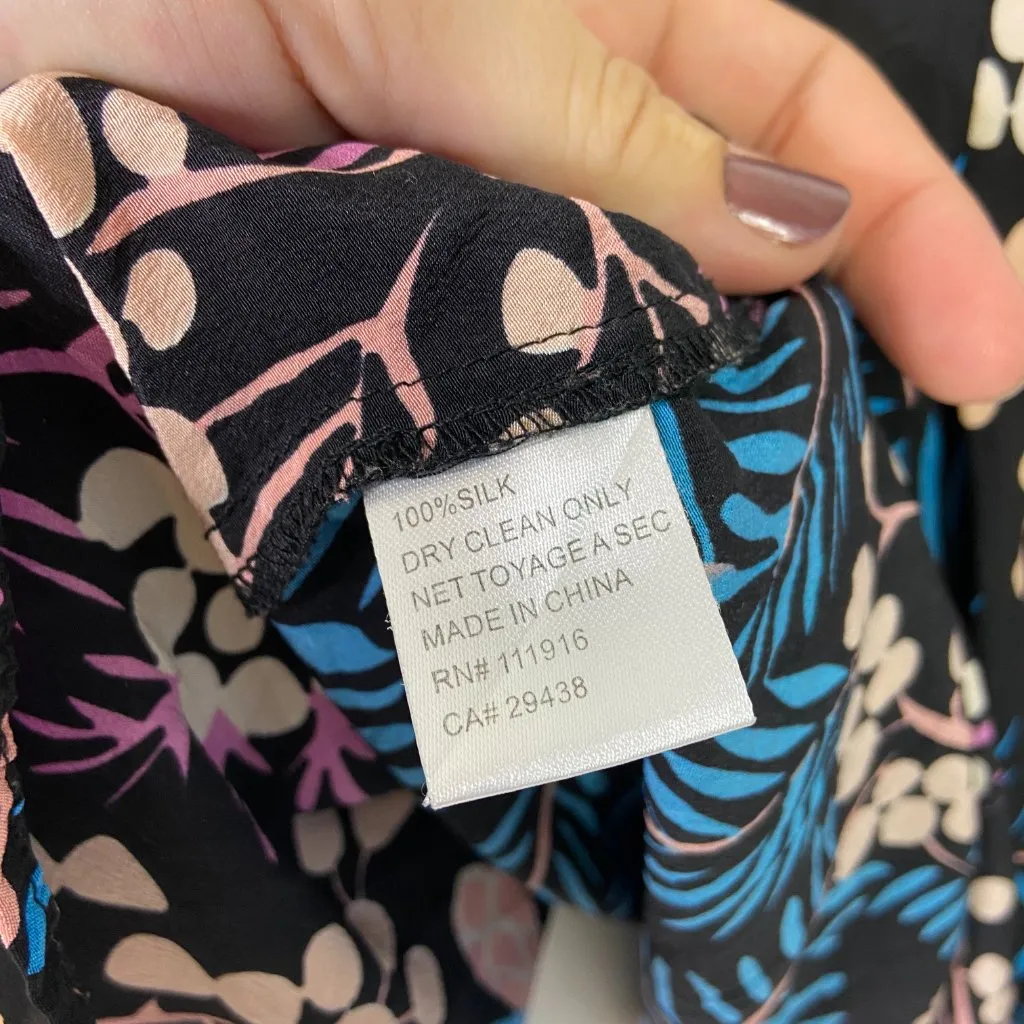 100%SILK
DRY CLEAN ONLY
NET TOYAGE A SEC
MADE IN CHINA
RN# 111916
CA# 29438